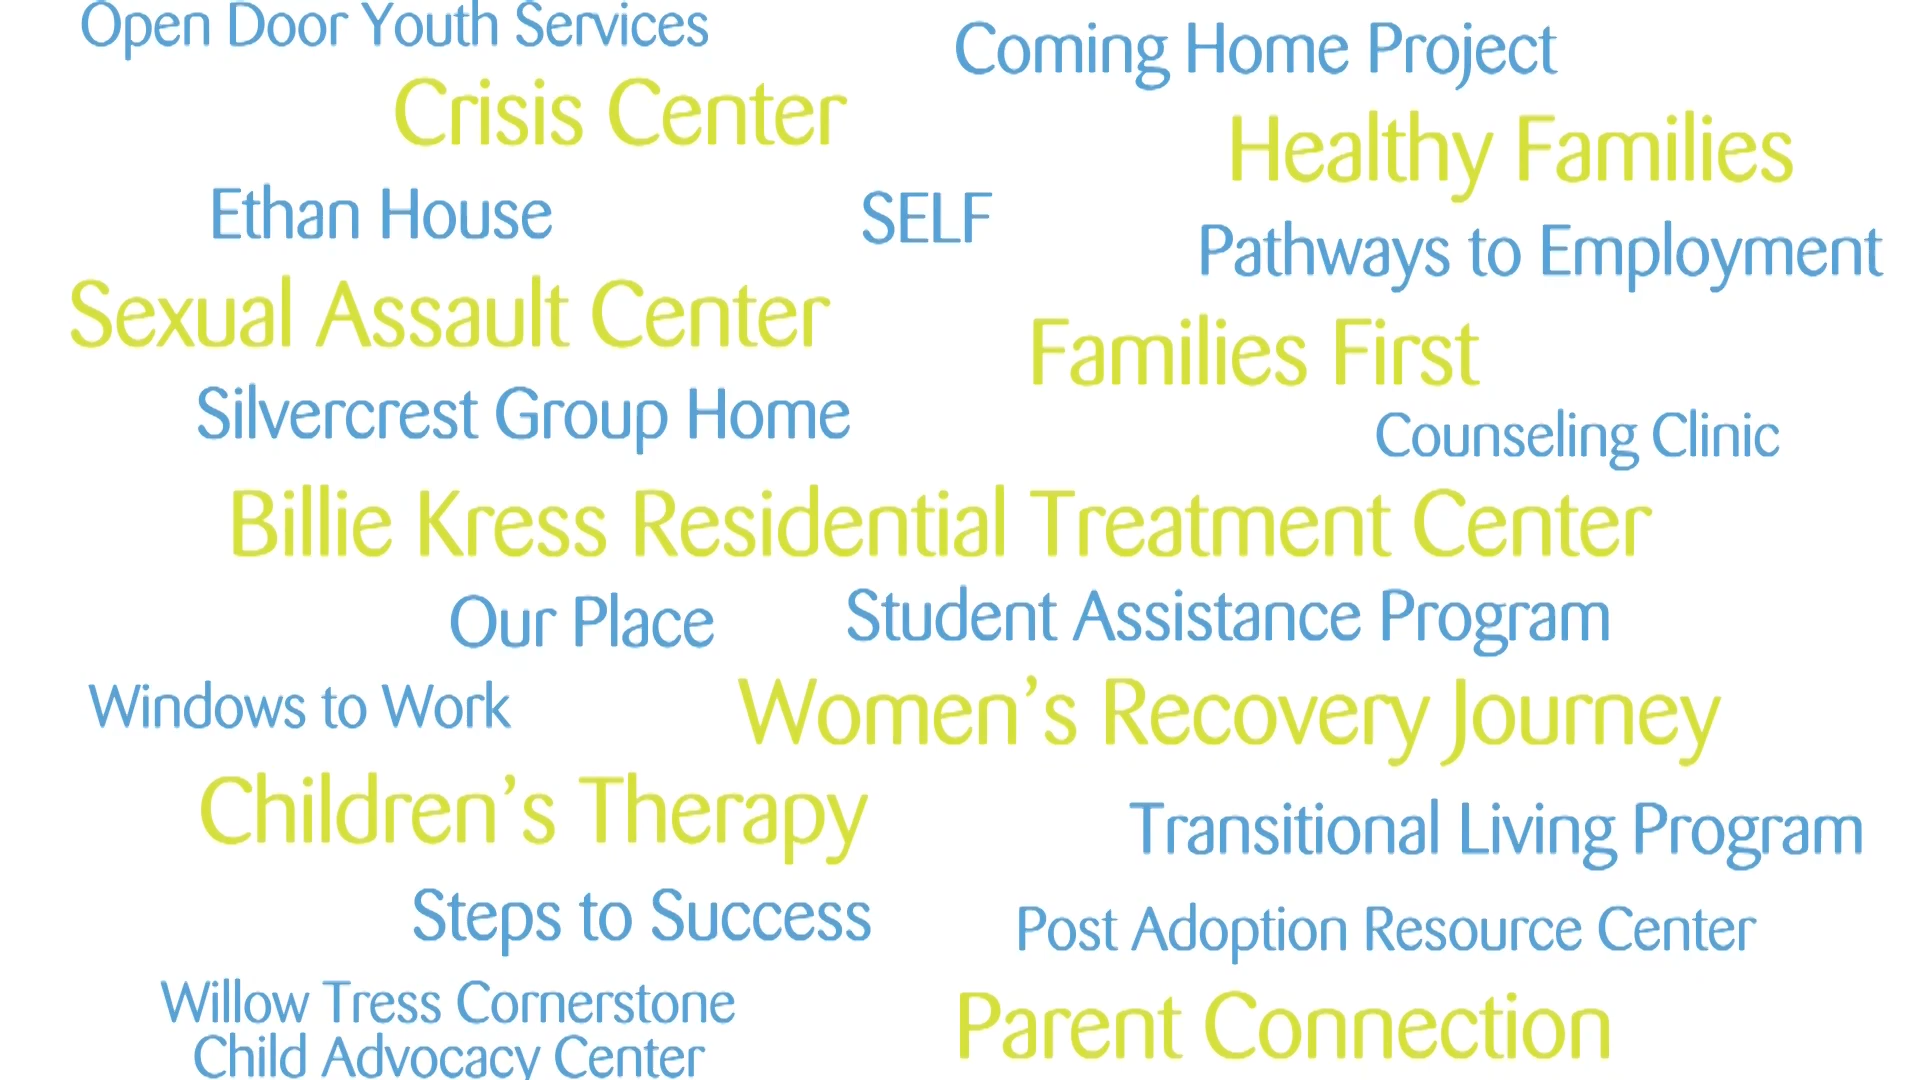 Open Door Youth Services
Coming Home Project
Crisis Center
Healthy Families
Ethan House
SELF
Pathways to Employment
Sexual Assault Center
Families First
Silvercrest Group Home
Counseling Clinic
Billie Kress Residential Treatment Center
Our Place
Student Assistance Program
Windows to Work
Women's Recovery Journey
Children's Therapy
Transitional Living Program
Steps to Success
Post Adoption Resource Center
Willow Tress Cornerstone
Child Advocacy Center
Parent Connection